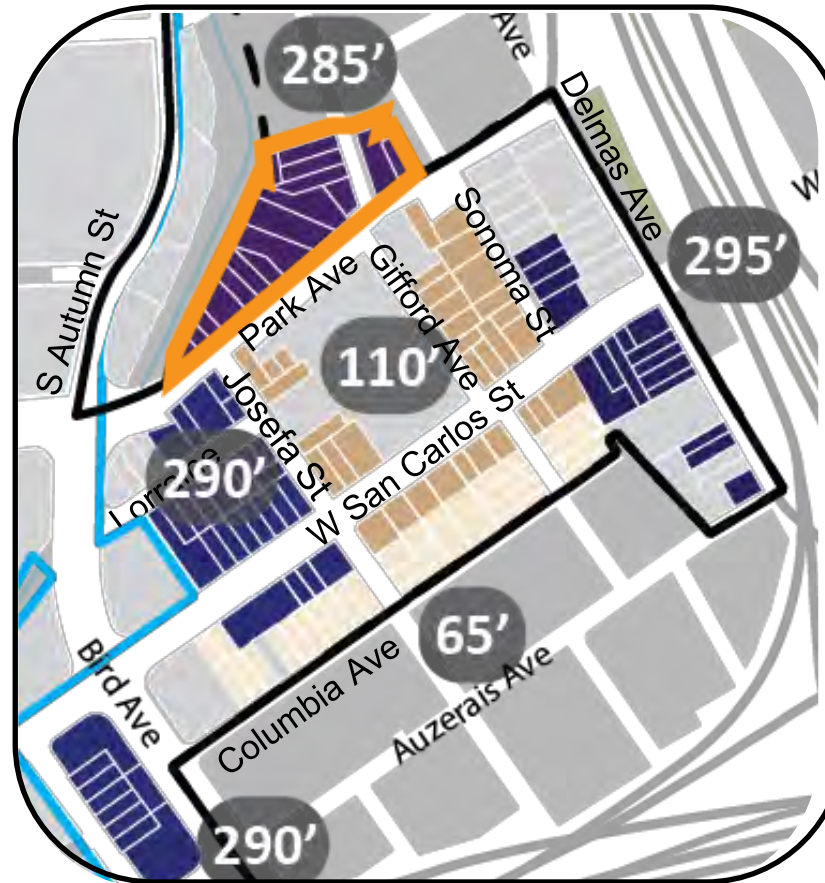 Ave
285’
Delmas Ave
W
S Autumn St
Sonoma St
295’
Park Ave
Gifford Ave
110’
Josefa St
290’
W San Carlos St
65’
Bird Ave
Columbia Ave
Auzerais Ave
290’